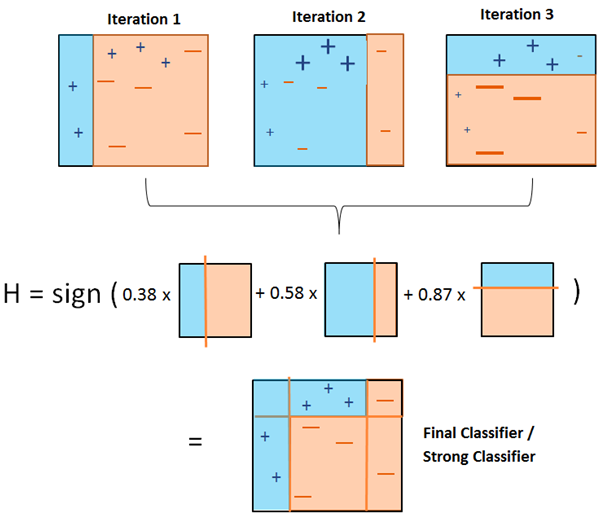 Iteration 1
Iteration 2
Iteration 3
H = sign ( 0.38 x + 0.58 x + 0.87 x )
=
Final Classifier /
Strong Classifier